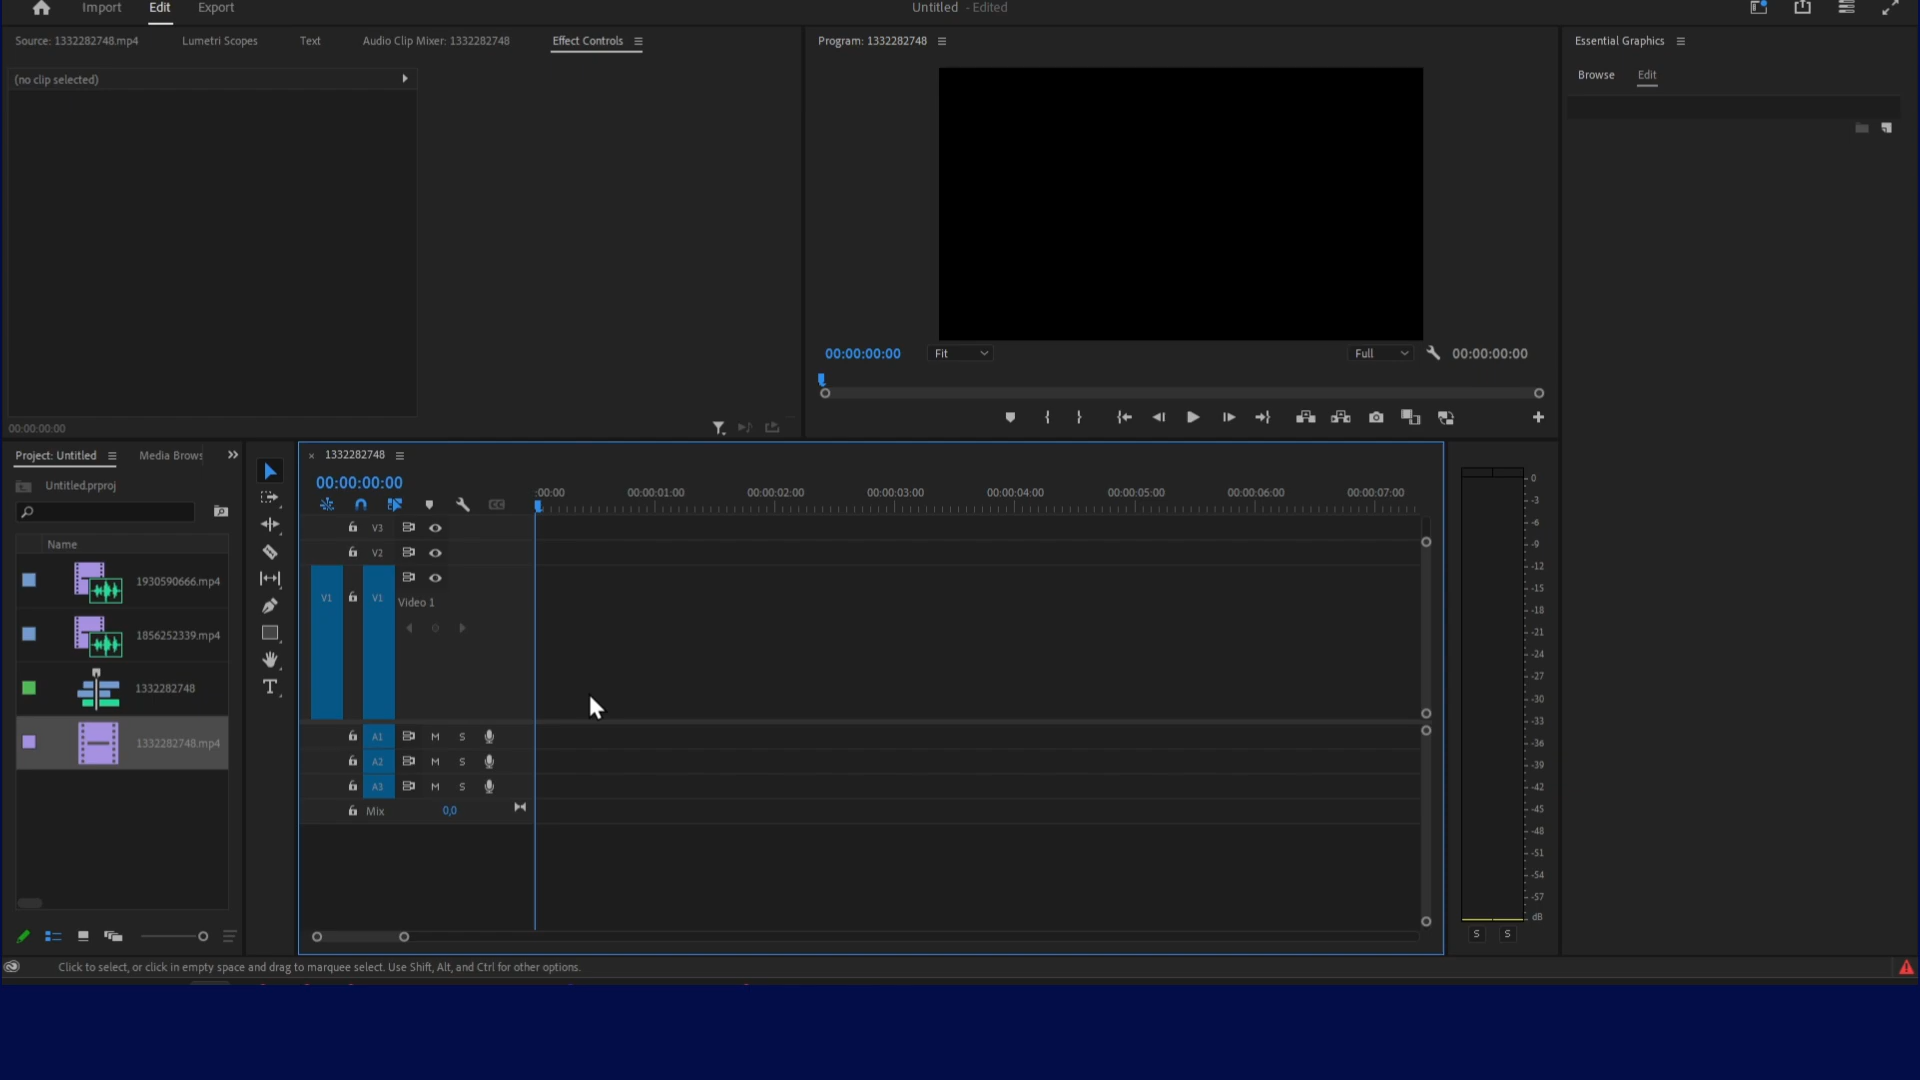 Import Edit Export Untitled - Edited
Source: 1332282748.mp4 Lumetri Scopes Text Audio Clip Mixer: 1332282748 Effect Controls Program: 1332282748 Essential Graphics
(no clip selected) Browse Edit
00:00:00:00 Fit Full 00:00:00:00
00:00:00:00
Project: Untitled Media Brows
Untitled.prproj
Name
1930590666.mp4
1856252339.mp4
1332282748
1332282748.mp4
1332282748
00:00:00:00
:00:00 00:00:01:00 00:00:02:00 00:00:03:00 00:00:04:00 00:00:05:00 00:00:06:00 00:00:07:00
V3
V2
V1 V1 Video 1
A1 M S
A2 M S
A3 M S
Mix 0,0
T
0
-3
-6
-9
-12
-15
-18
-21
-24
-27
-30
-33
-36
-39
-42
-45
-48
-51
-54
-57
dB
S S
Click to select, or click in empty space and drag to marquee select. Use Shift, Alt, and Ctrl for other options.